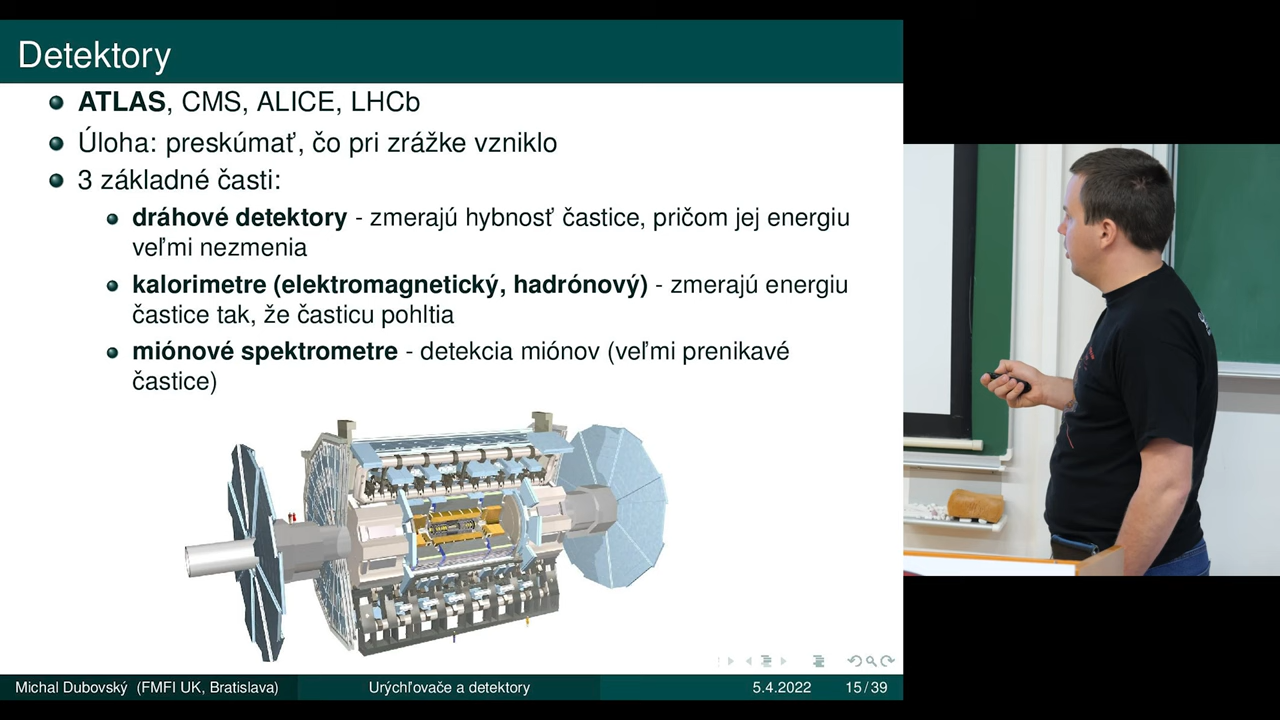 Detektory
ATLAS, CMS, ALICE, LHCb
Úloha: preskúmať, čo pri zrážke vzniklo
3 základné časti:
dráhové detektory - zmerajú hybnosť častice, pričom jej energiu
veľmi nezmenia
kalorimetre (elektromagnetický, hadrónový) - zmerajú energiu
častice tak, že časticu pohltia
miónové spektrometre - detekcia miónov (veľmi prenikavé
častice)
Michal Dubovský (FMFI UK, Bratislava)
Urýchľovače a detektory
5.4.2022
15/39